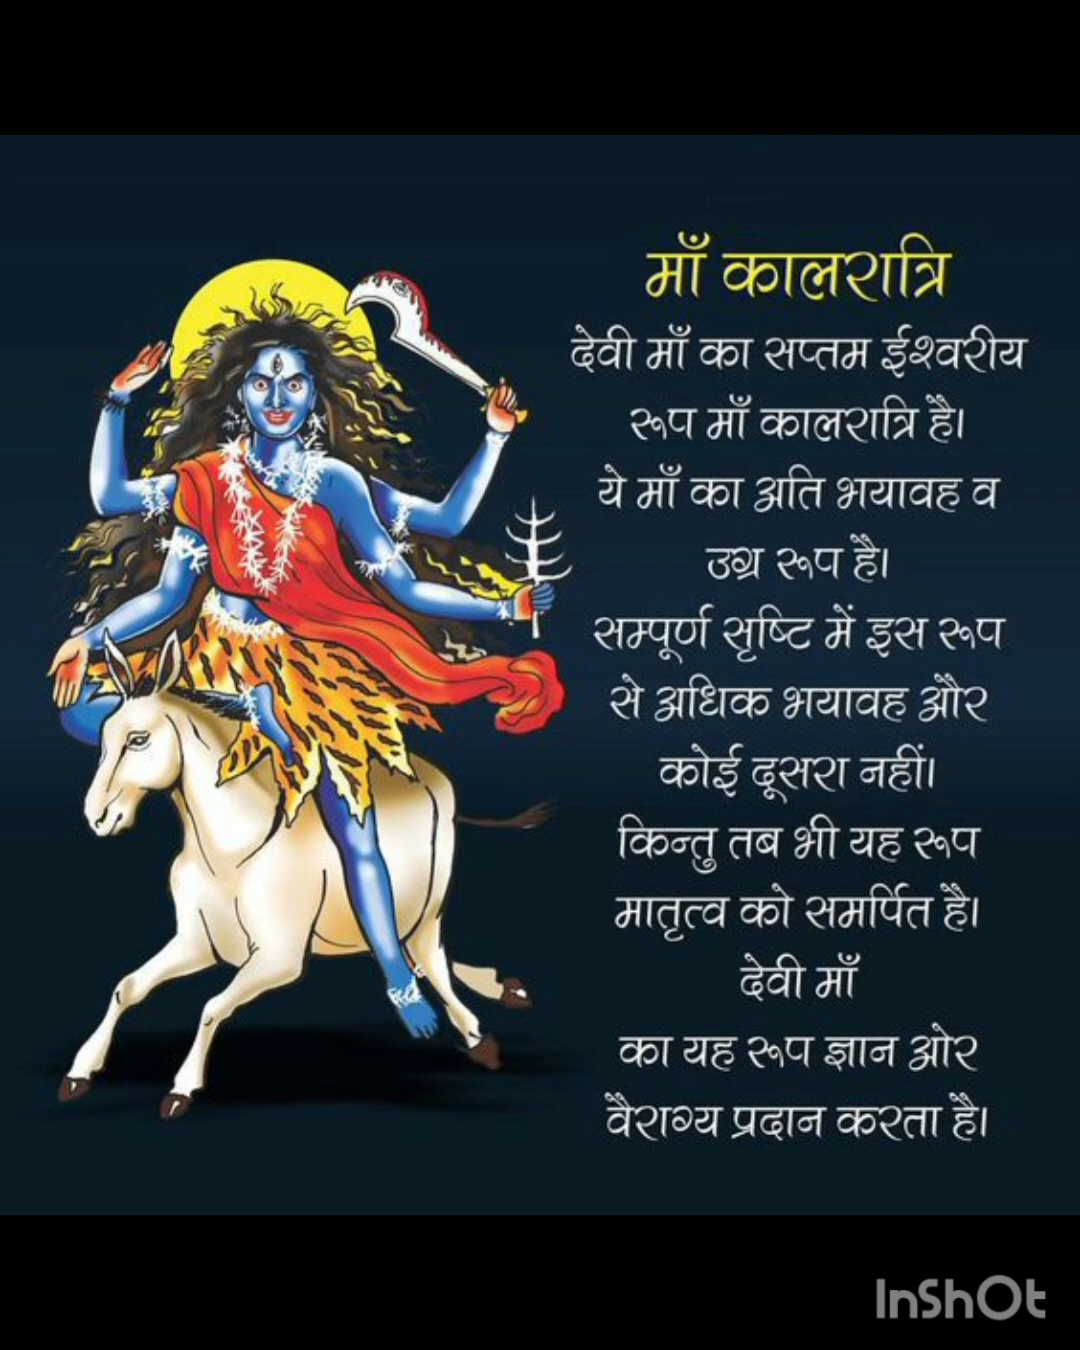 माँ कालरात्रि
देवी माँ का सप्तम ईश्वरीय
रूप माँ कालरात्रि है।
ये माँ का अति भयावह व
उग्र रूप है।
सम्पूर्ण सृष्टि में इस रूप
से अधिक भयावह और
कोई दूसरा नहीं।
किन्तु तब भी यह रूप
मातृत्व को समर्पित है।
देवी माँ
का यह रूप ज्ञान ओर
वैराग्य प्रदान करता है।
InShOt